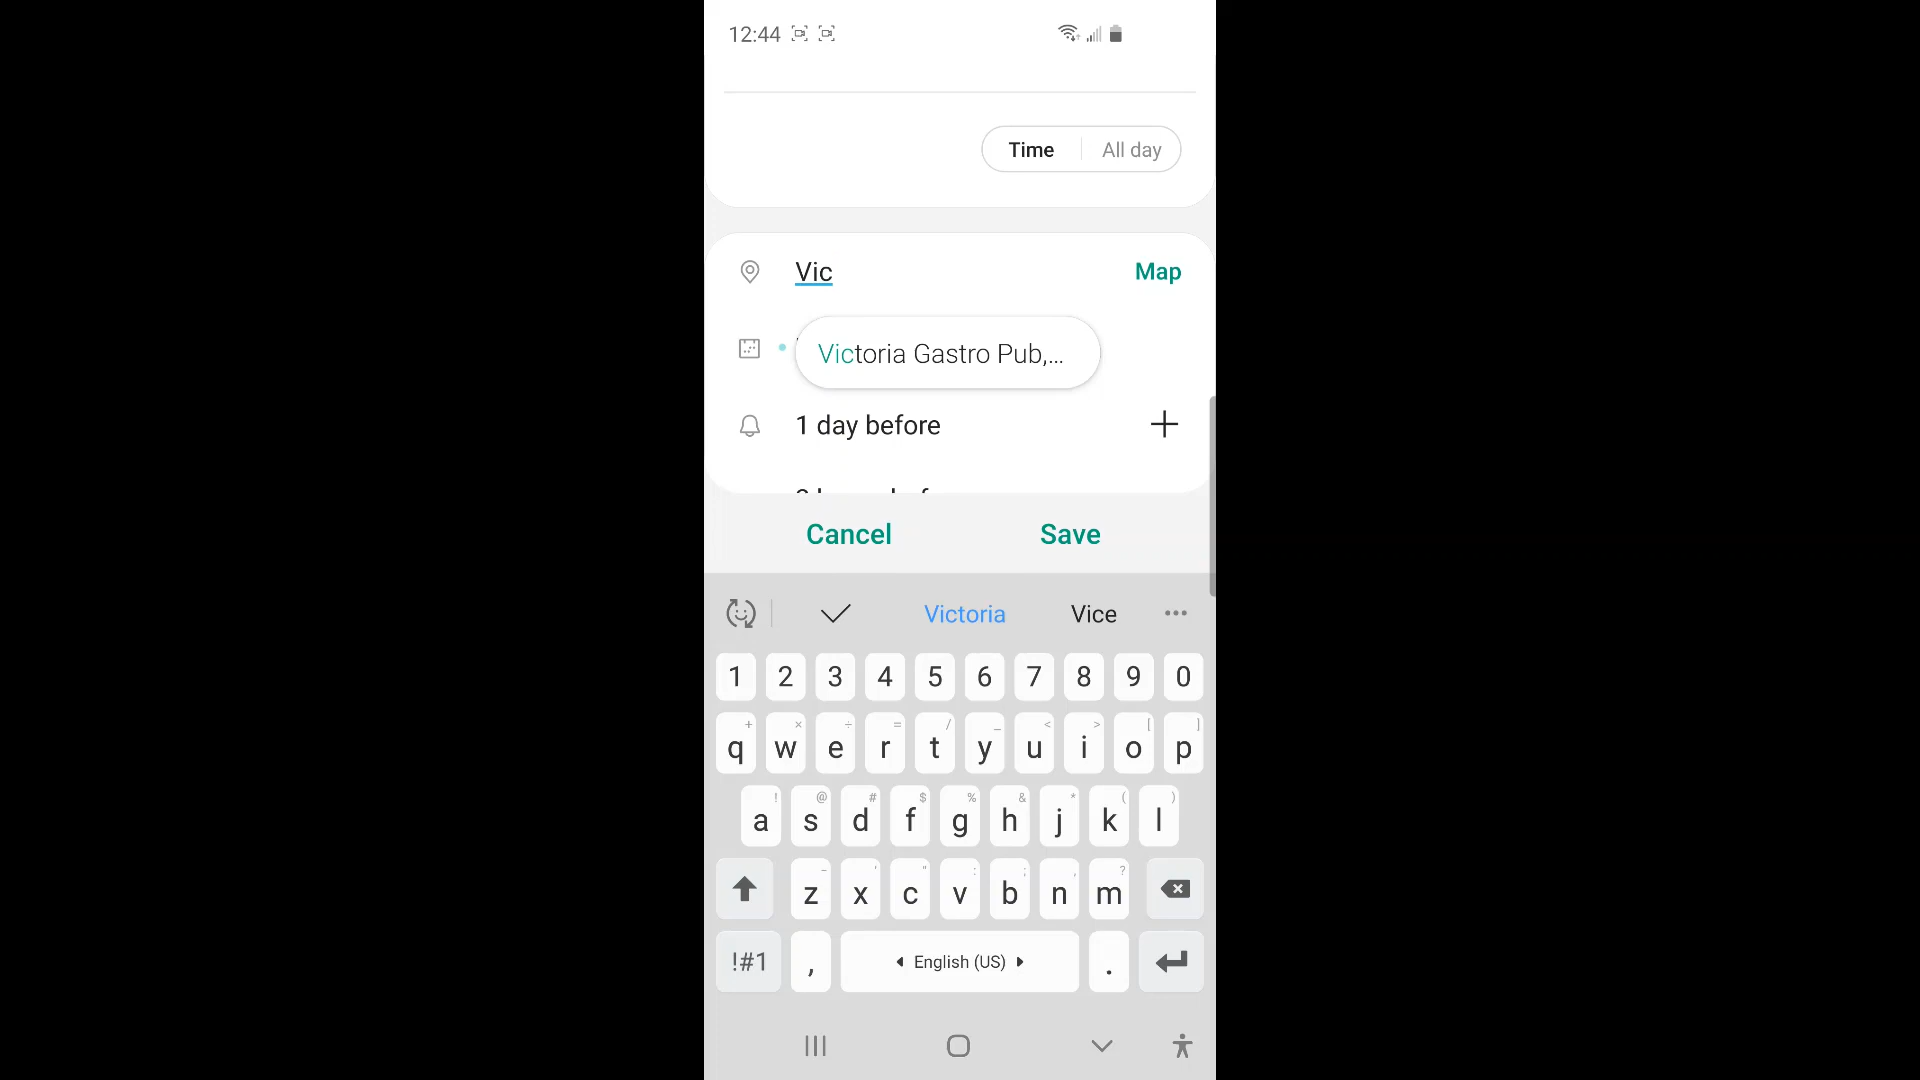 12:44
Time All day
Vic Map
Victoria Gastro Pub,...
1 day before
Cancel Save
Victoria Vice
1 2 3 4 5 6 7 8 9 0
+ × ÷ = / _ < > [ ]
q w e r t y u i o p
! @ # $ % & * ( )
a s d f g h j k l
- ' " : ; , ?
z x c v b n m
!#1 , English (US) .